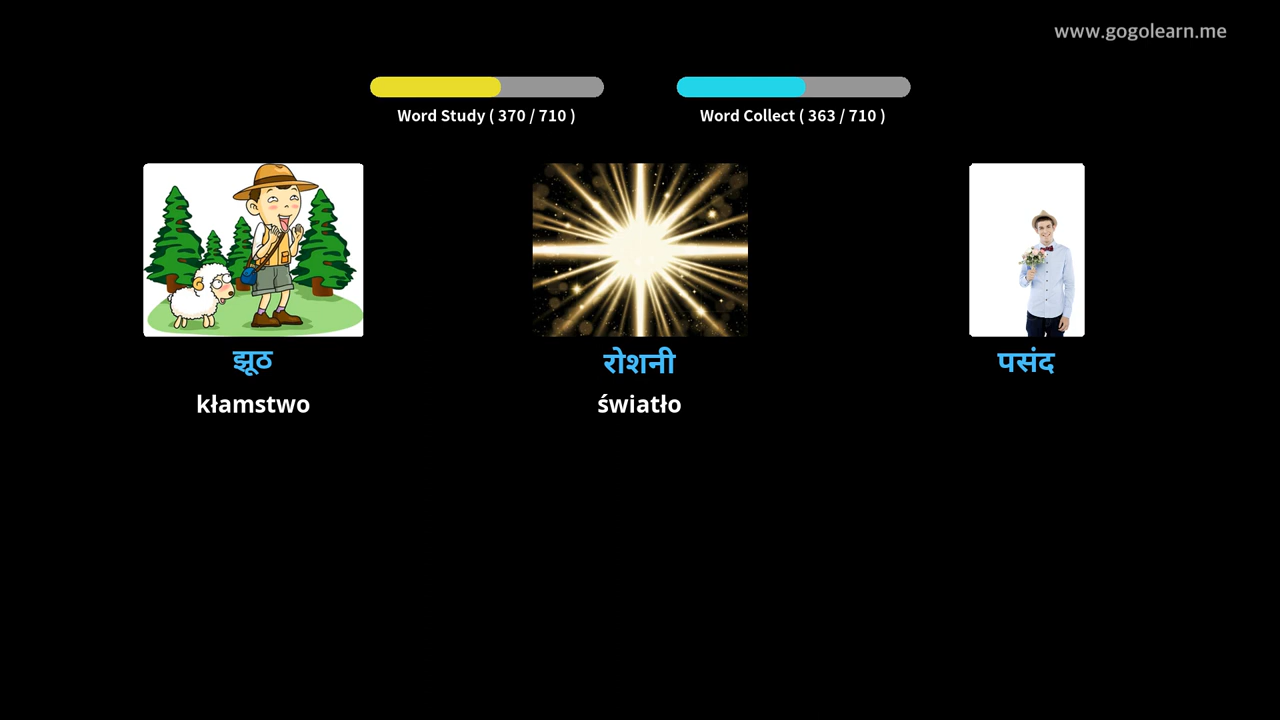 www.gogolearn.me
Word Study ( 370 / 710 )
Word Collect ( 363 / 710 )
झूठ
रोशनी
पसंद
kłamstwo
światło